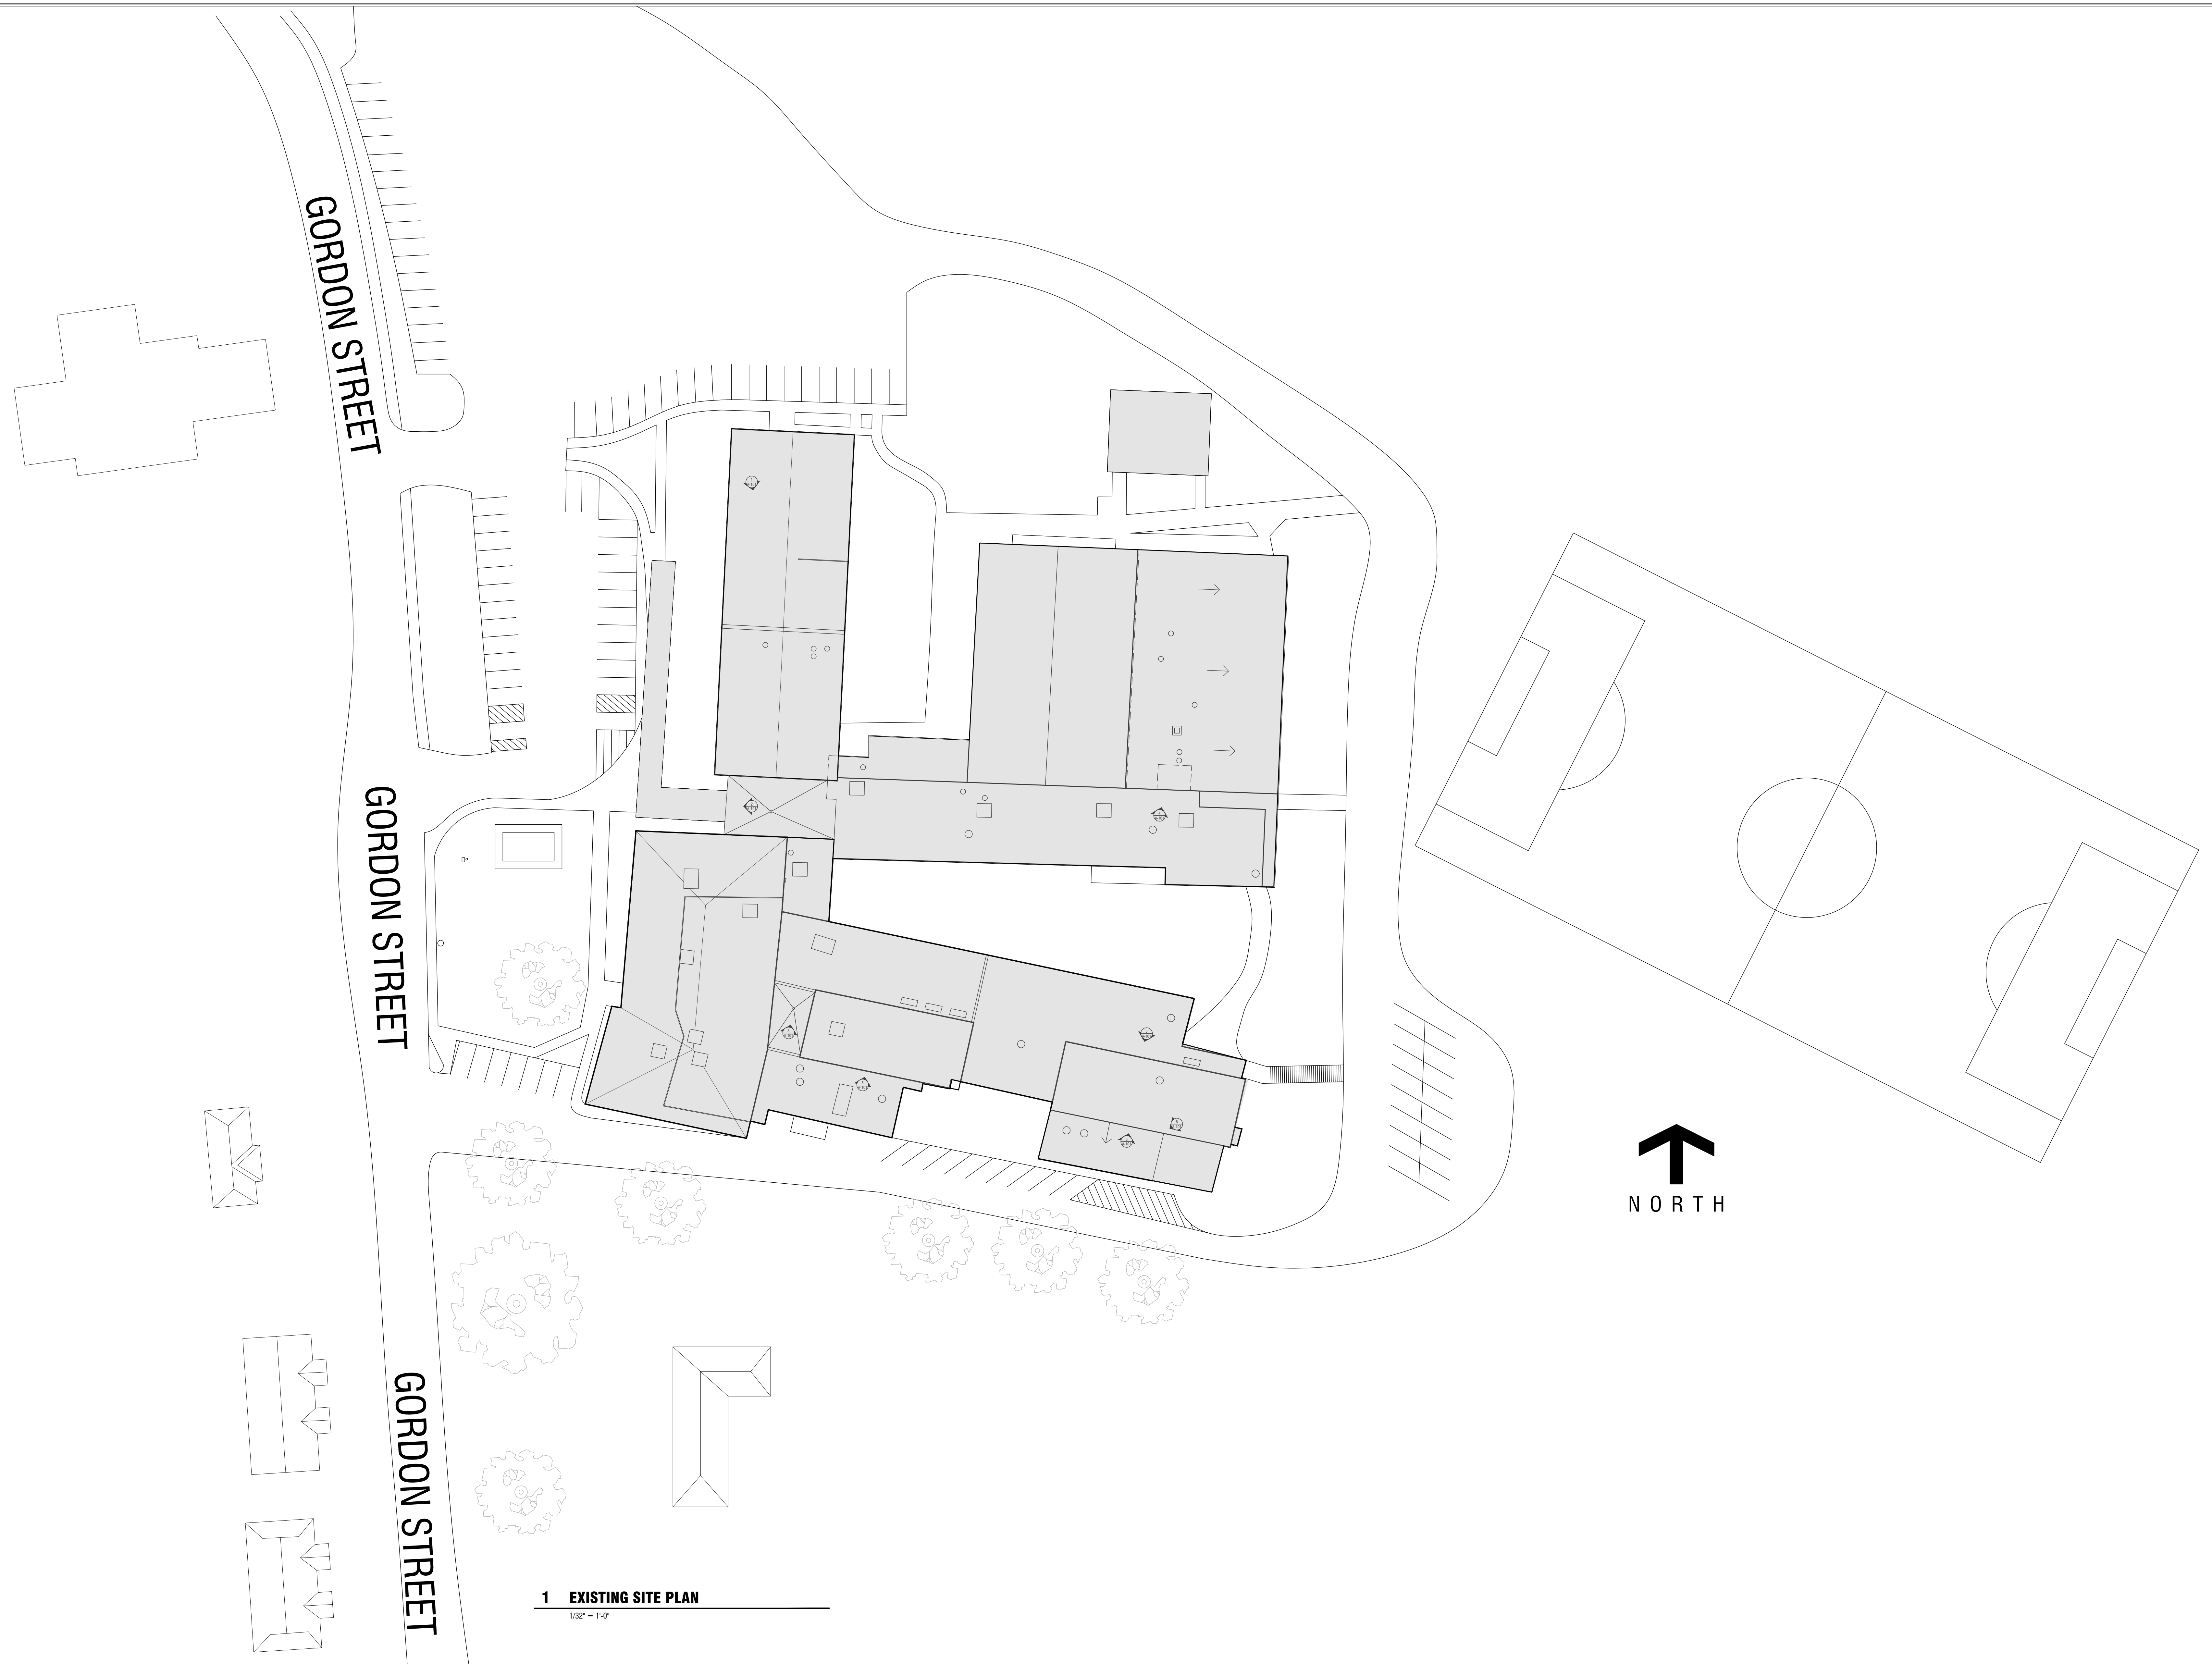 GORDON STREET
GORDON STREET
NORTH
GORDON STREET
1 EXISTING SITE PLAN
1/32" = 1'-0"